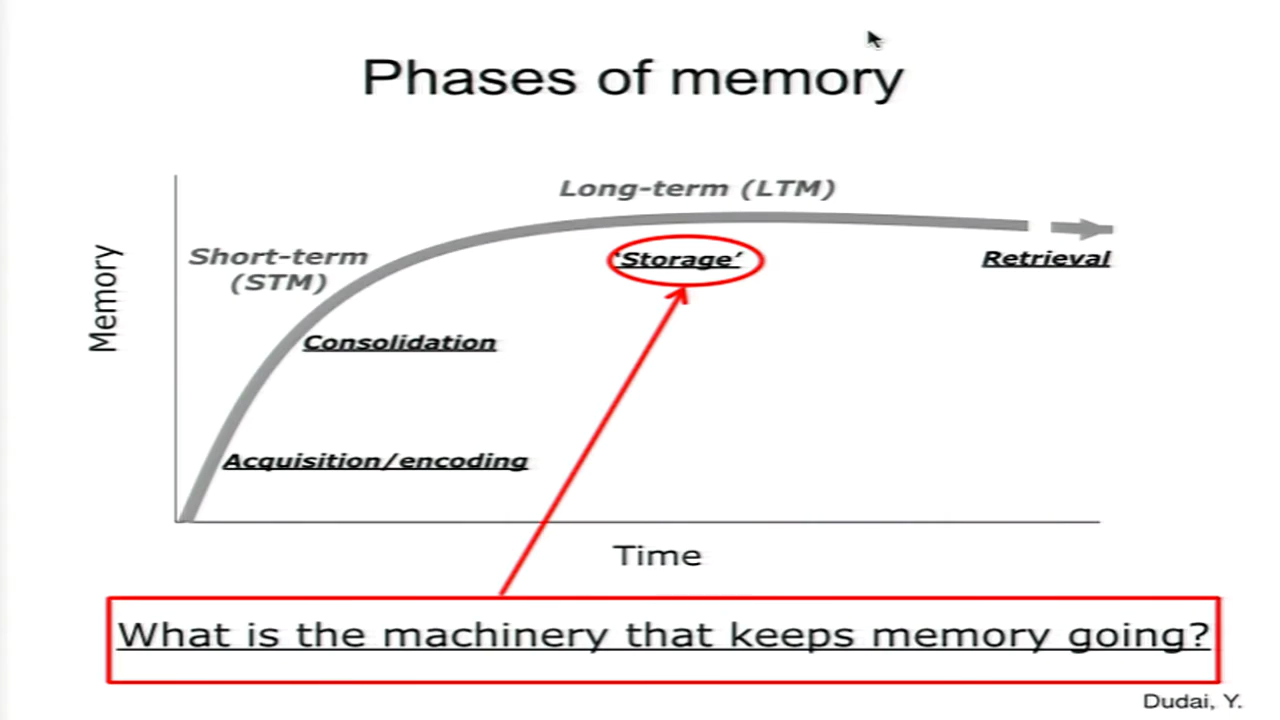 Phases of memory
Long-term (LTM)
Short-term
(STM)
'Storage'
Retrieval
Consolidation
Acquisition/encoding
Memory
Time
What is the machinery that keeps memory going?
Dudai, Y.